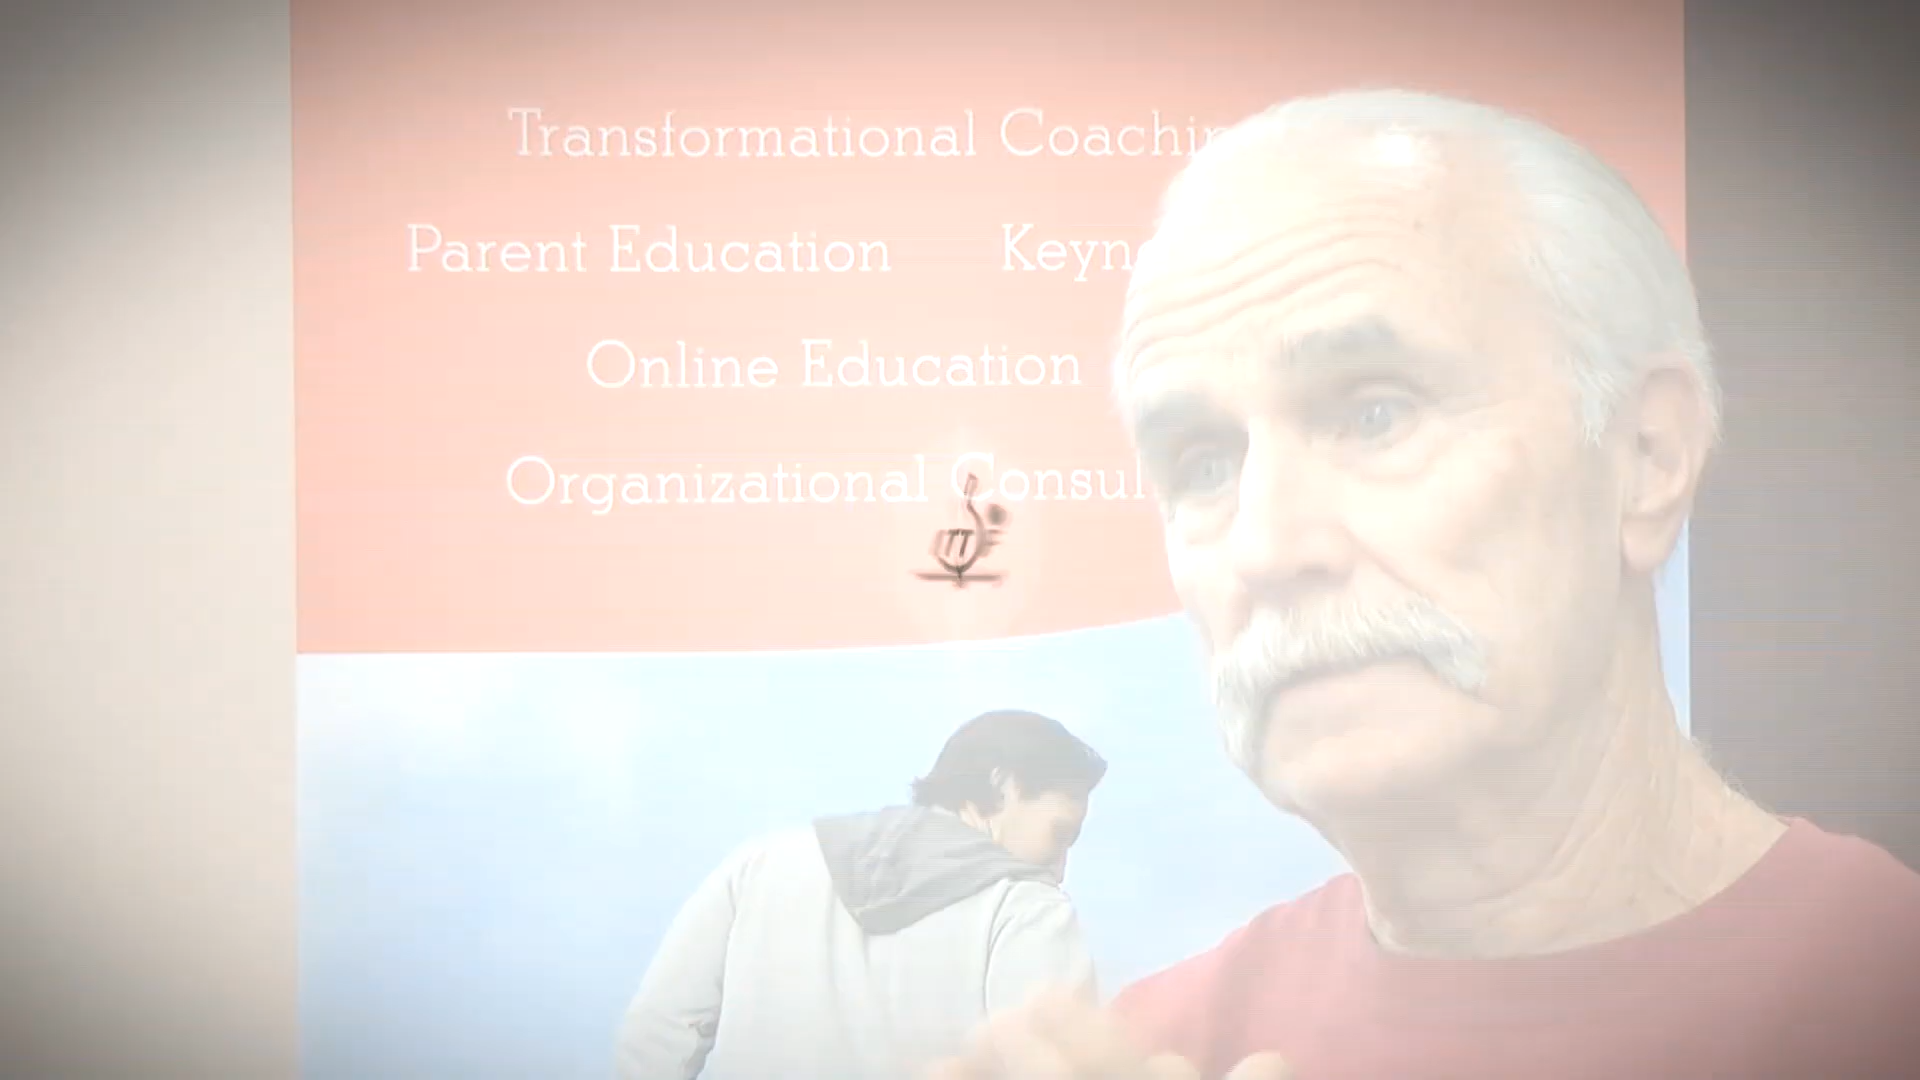 Transformational Coachin
Parent Education Keyn
Online Education
Organizational Consul